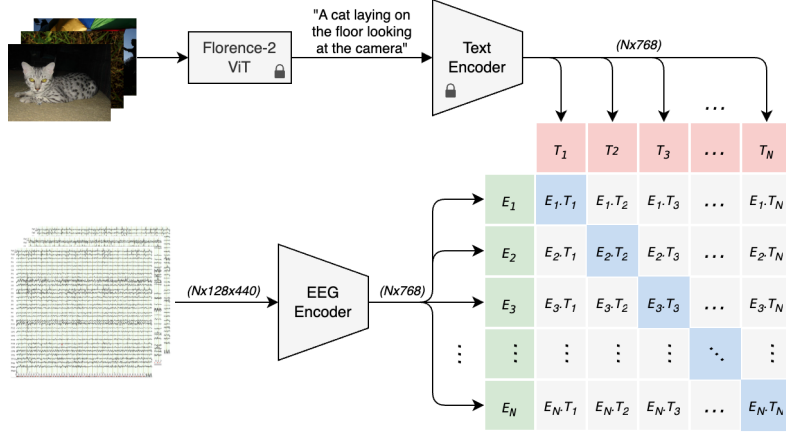 "A cat laying on
the floor looking
at the camera"
Florence-2
ViT
Text
Encoder
(Nx768)
...
T1 T2 T3 ... TN
(Nx128x440)
EEG
Encoder
(Nx768)
E1 E1.T1 E1.T2 E1.T3 ... E1.TN
E2 E2.T1 E2.T2 E2.T3 ... E2.TN
E3 E3.T1 E3.T2 E3.T3 ... E3.TN
⋮ ⋮ ⋮ ⋮ ⋮ ⋱ ⋮
EN EN.T1 EN.T2 EN.T3 ... EN.TN